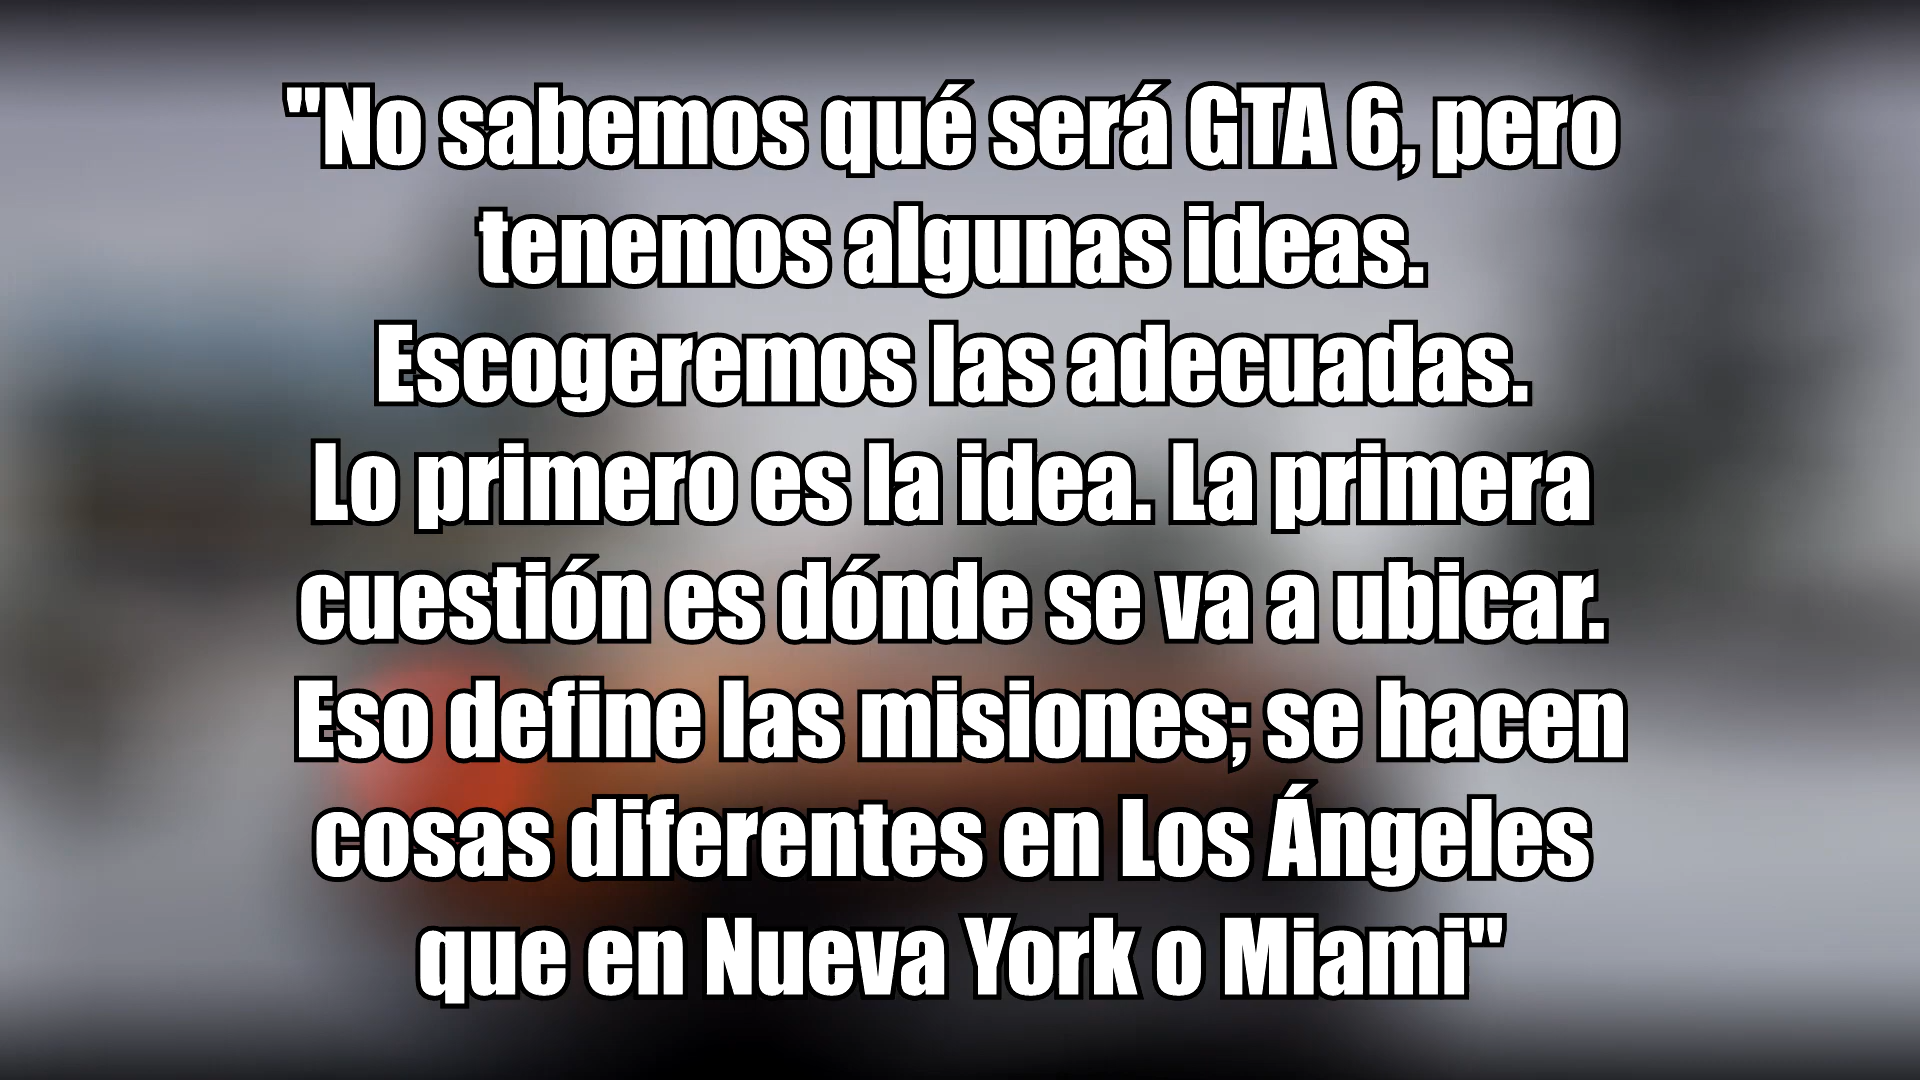 "No sabemos qué será GTA 6, pero
tenemos algunas ideas.
Escogeremos las adecuadas.
Lo primero es la idea. La primera
cuestión es dónde se va a ubicar.
Eso define las misiones; se hacen
cosas diferentes en Los Ángeles
que en Nueva York o Miami"